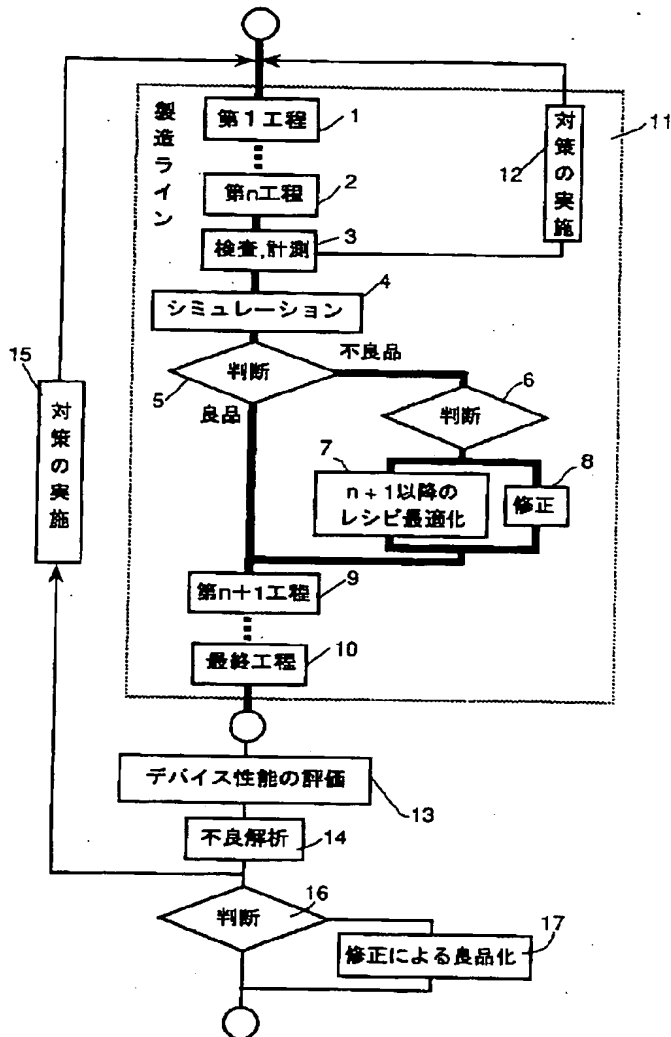 製造ライン
11
第1工程
1
対策の実施
12
第n工程
2
検査,計測
3
シミュレーション
4
判断
5
不良品
良品
判断
6
15
対策の実施
7
n+1以降の
レシピ最適化
8
修正
第n+1工程
9
最終工程
10
デバイス性能の評価
13
不良解析
14
判断
16
修正による良品化
17